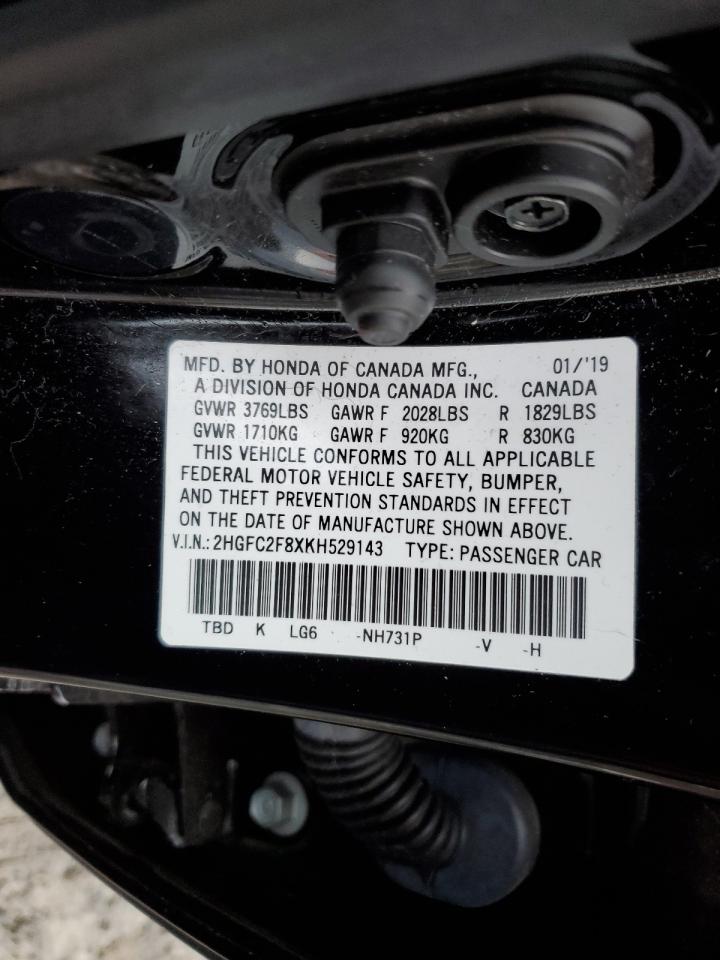 MFD. BY HONDA OF CANADA MFG., 01/'19
A DIVISION OF HONDA CANADA INC. CANADA
GVWR 3769LBS GAWR F 2028LBS R 1829LBS
GVWR 1710KG GAWR F 920KG R 830KG
THIS VEHICLE CONFORMS TO ALL APPLICABLE
FEDERAL MOTOR VEHICLE SAFETY, BUMPER,
AND THEFT PREVENTION STANDARDS IN EFFECT
ON THE DATE OF MANUFACTURE SHOWN ABOVE.
V.I.N.: 2HGFC2F8XKH529143 TYPE: PASSENGER CAR
TBD K LG6 -NH731P -V -H